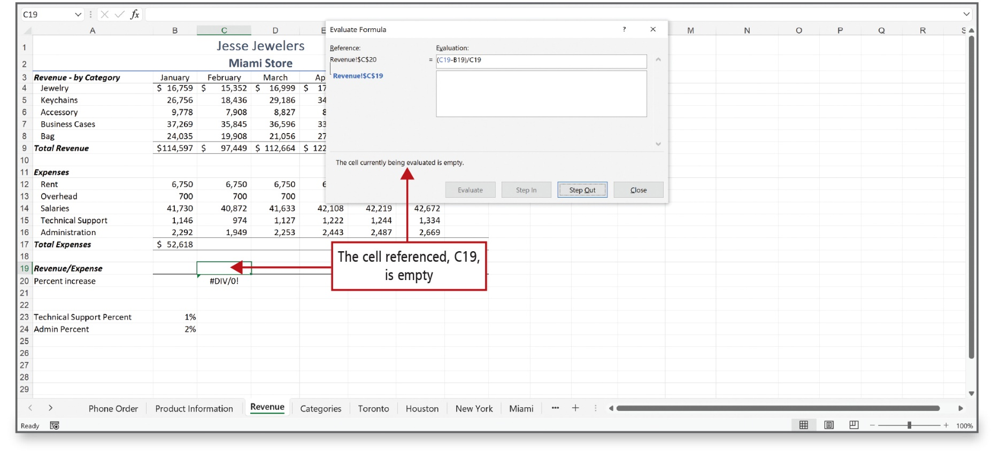 C19 fx
A B C D E M N O P Q R S
Evaluate Formula ? ×
Reference: Evaluation:
Revenue!$C$20 = (C19-B19)/C19
Revenue!$C$19
The cell currently being evaluated is empty.
Evaluate Step In Step Out Close
1 Jesse Jewelers
2 Miami Store
3 Revenue - by Category January February March Ap
4 Jewelry $ 16,759 $ 15,352 $ 16,999 $ 17
5 Keychains 26,756 18,436 29,186 34
6 Accessory 9,778 7,908 8,827 8
7 Business Cases 37,269 35,845 36,596 33
8 Bag 24,035 19,908 21,056 27
9 Total Revenue $114,597 $ 97,449 $ 112,664 $ 122
10
11 Expenses
12 Rent 6,750 6,750 6,750 6
13 Overhead 700 700 700
14 Salaries 41,730 40,872 41,633 42,108 42,219 42,672
15 Technical Support 1,146 974 1,127 1,222 1,244 1,334
16 Administration 2,292 1,949 2,253 2,443 2,487 2,669
17 Total Expenses $ 52,618
18
19 Revenue/Expense
20 Percent increase #DIV/0!
The cell referenced, C19,
is empty
21
22
23 Technical Support Percent 1%
24 Admin Percent 2%
25
26
27
28
29
Phone Order Product Information Revenue Categories Toronto Houston New York Miami ... +
Ready − + 100%